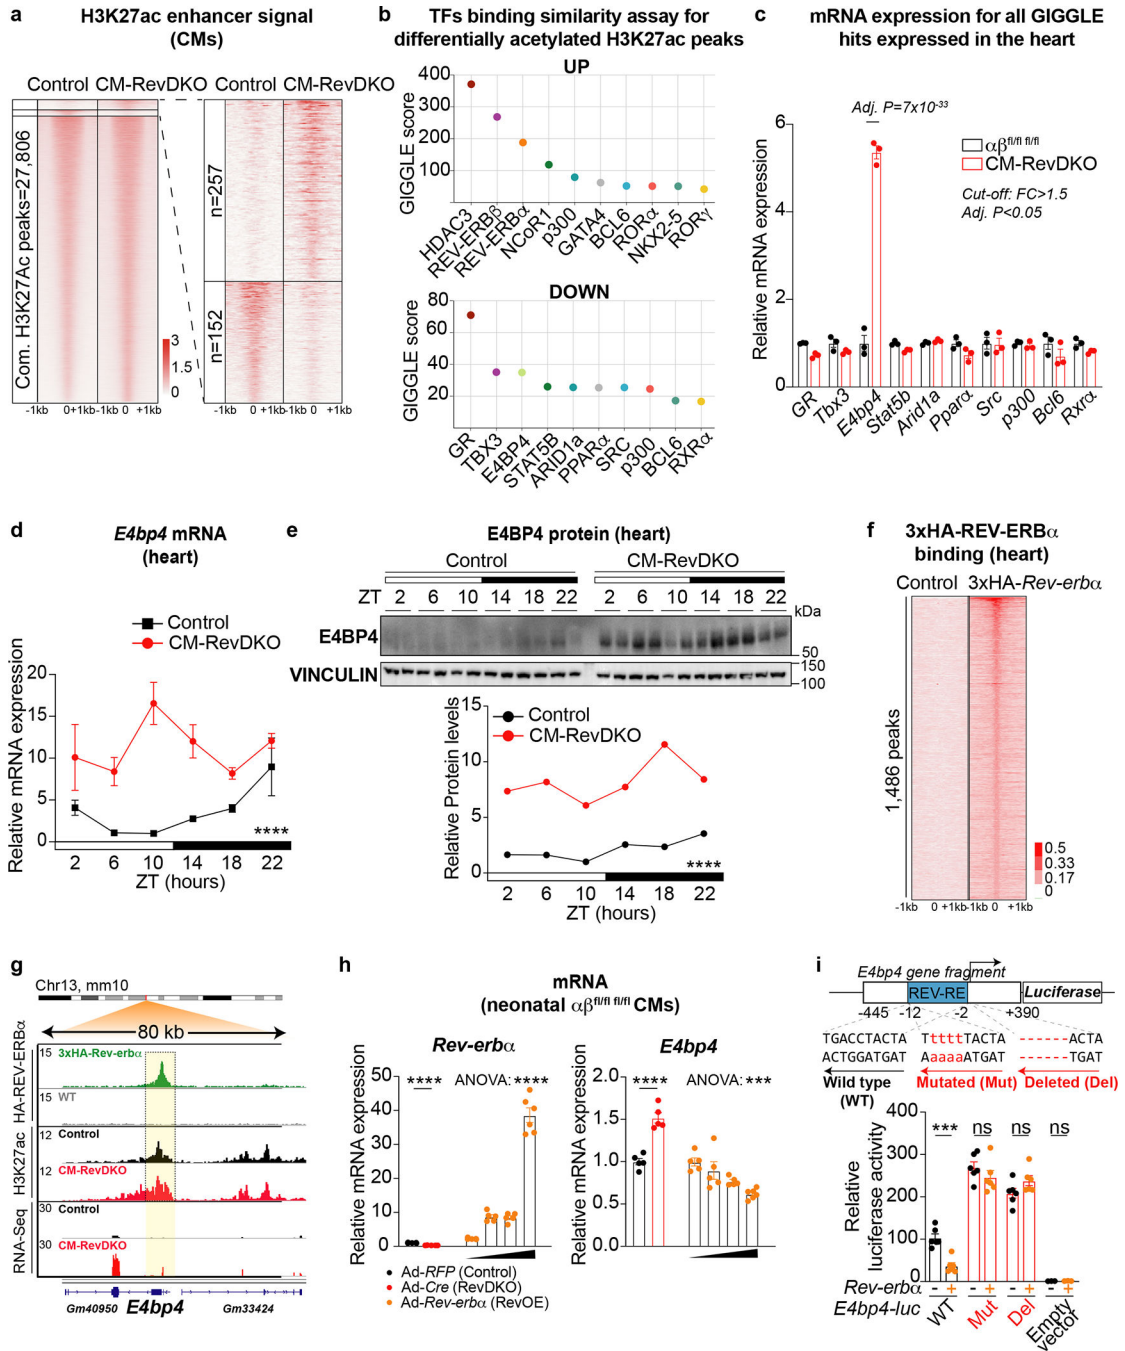 a
H3K27ac enhancer signal
(CMs)
Control CM-RevDKO
Control CM-RevDKO
Com. H3K27Ac peaks=27,806
n=257
n=152
3
1.5
0
-1kb 0 +1kb -1kb 0 +1kb
-1kb 0 +1kb -1kb 0 +1kb
b
TFs binding similarity assay for
differentially acetylated H3K27ac peaks
UP
GIGGLE score
400
300
200
100
HDAC3
REV-ERBβ
REV-ERBα
NCoR1
p300
GATA4
BCL6
RORα
NKX2-5
RORγ
DOWN
GIGGLE score
80
60
40
20
GR
TBX3
E4BP4
STAT5B
ARID1a
PPARα
SRC
p300
BCL6
RXRα
c
mRNA expression for all GIGGLE
hits expressed in the heart
Adj. P=7x10-33
αβfl/fl fl/fl
CM-RevDKO
Cut-off: FC>1.5
Adj. P<0.05
Relative mRNA expression
6
4
2
0
GR
Tbx3
E4bp4
Stat5b
Arid1a
Pparα
Src
p300
Bcl6
Rxrα
d
E4bp4 mRNA
(heart)
Control
CM-RevDKO
Relative mRNA expression
20
15
10
5
0
****
2 6 10 14 18 22
ZT (hours)
e
E4BP4 protein (heart)
Control CM-RevDKO
ZT 2 6 10 14 18 22 2 6 10 14 18 22
kDa
E4BP4
50
VINCULIN
150
100
Control
CM-RevDKO
Relative Protein levels
15
10
5
0
****
2 6 10 14 18 22
ZT (hours)
f
3xHA-REV-ERBα
binding (heart)
Control 3xHA-Rev-erbα
1,486 peaks
0.5
0.33
0.17
0
-1kb 0 +1kb -1kb 0 +1kb
g
Chr13, mm10
80 kb
HA-REV-ERBα
15 3xHA-Rev-erbα
15 WT
H3K27ac
12 Control
12 CM-RevDKO
RNA-Seq
30 Control
30 CM-RevDKO
Gm40950 E4bp4 Gm33424
h
mRNA
(neonatal αβfl/fl fl/fl CMs)
Rev-erbα
**** ANOVA: ****
Relative mRNA expression
50
40
30
20
10
0
E4bp4
**** ANOVA: ***
Relative mRNA expression
2.0
1.5
1.0
0.5
0.0
Ad-RFP (Control)
Ad-Cre (RevDKO)
Ad-Rev-erbα (RevOE)
i
E4bp4 gene fragment
REV-RE
Luciferase
-445 -12 -2 +390
TGACCTACTA TttttTACTA ------ACTA
ACTGGATGAT AaaaaATGAT ------TGAT
Wild type
(WT)
Mutated (Mut) Deleted (Del)
Relative
luciferase activity
400
300
200
100
0
*** ns ns ns
Rev-erbα - + - + - + - +
E4bp4-luc WT Mut Del Empty
vector